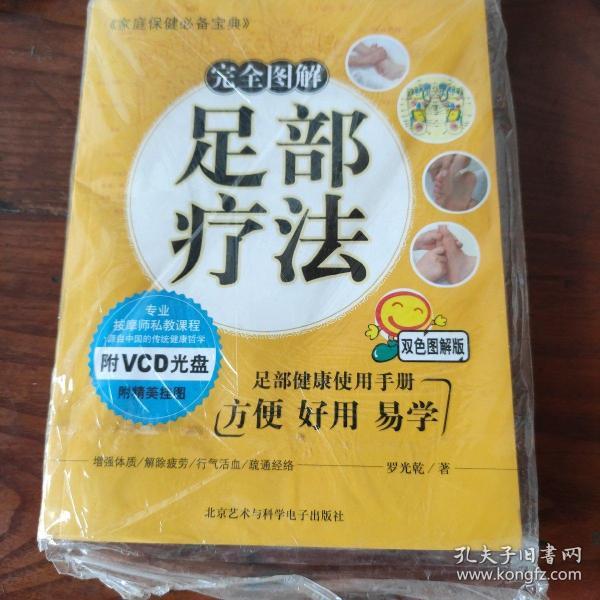 《家庭保健必备宝典》
完全图解
足部
疗法
专业
按摩师私教课程
源自中国的传统健康哲学
附VCD光盘
附精美挂图
双色图解版
足部健康使用手册
方便 好用 易学
增强体质/解除疲劳/行气活血/疏通经络
罗光乾/著
北京艺术与科学电子出版社
孔夫子旧书网
www.kongfz.com